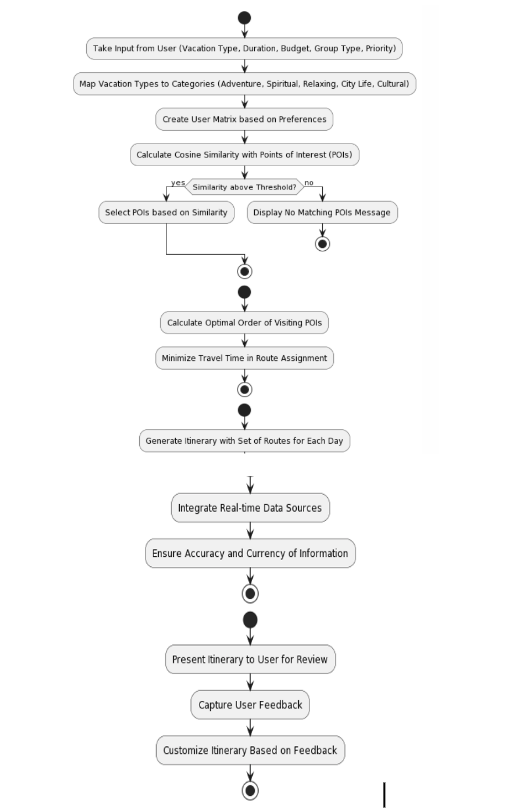 Take Input from User (Vacation Type, Duration, Budget, Group Type, Priority)
Map Vacation Types to Categories (Adventure, Spiritual, Relaxing, City Life, Cultural)
Create User Matrix based on Preferences
Calculate Cosine Similarity with Points of Interest (POIs)
yes
Similarity above Threshold?
no
Select POIs based on Similarity
Display No Matching POIs Message
Calculate Optimal Order of Visiting POIs
Minimize Travel Time in Route Assignment
Generate Itinerary with Set of Routes for Each Day
Integrate Real-time Data Sources
Ensure Accuracy and Currency of Information
Present Itinerary to User for Review
Capture User Feedback
Customize Itinerary Based on Feedback